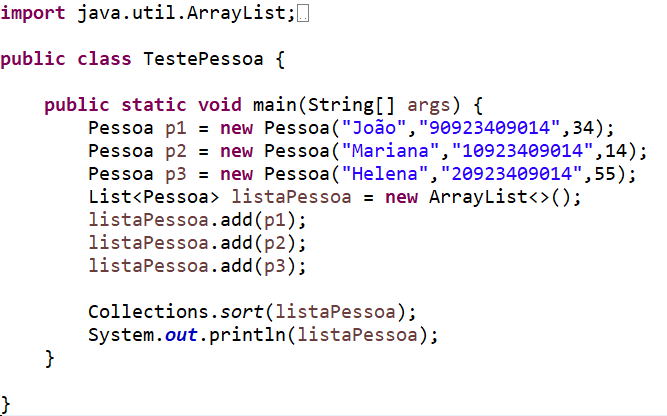 import java.util.ArrayList;
public class TestePessoa {
public static void main(String[] args) {
Pessoa p1 = new Pessoa("João","90923409014",34);
Pessoa p2 = new Pessoa("Mariana","10923409014",14);
Pessoa p3 = new Pessoa("Helena","20923409014",55);
List<Pessoa> listaPessoa = new ArrayList<>();
listaPessoa.add(p1);
listaPessoa.add(p2);
listaPessoa.add(p3);
Collections.sort(listaPessoa);
System.out.println(listaPessoa);
}
}